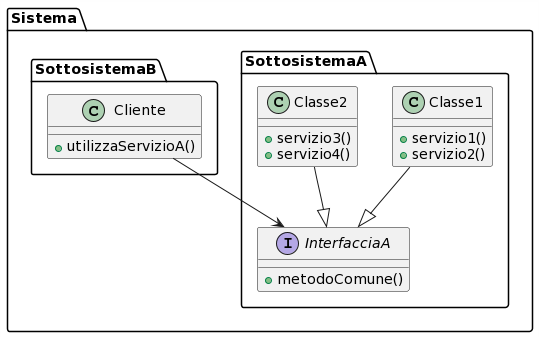 Sistema
SottosistemaB
C Cliente
utilizzaServizioA()
SottosistemaA
C Classe2
servizio3()
servizio4()
C Classe1
servizio1()
servizio2()
I InterfacciaA
metodoComune()